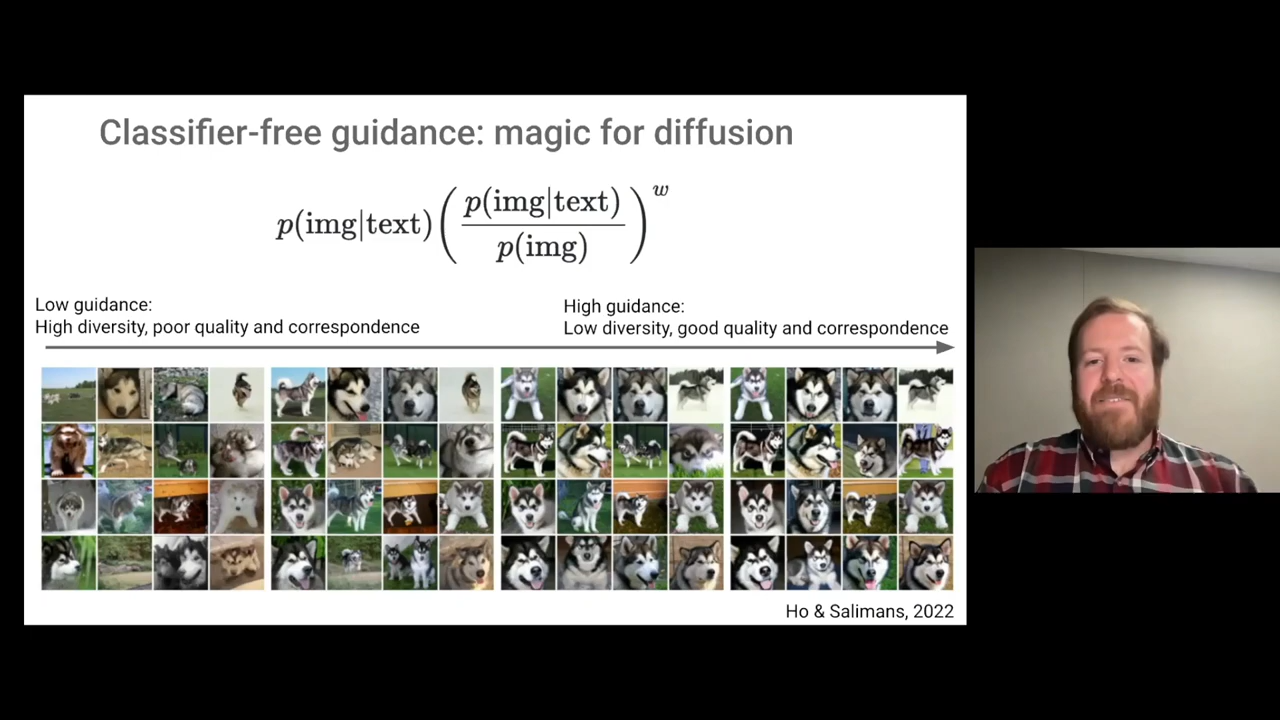 Classifier-free guidance: magic for diffusion
p(img|text) ( p(img|text) / p(img) )^w
Low guidance:
High diversity, poor quality and correspondence
High guidance:
Low diversity, good quality and correspondence
Ho & Salimans, 2022